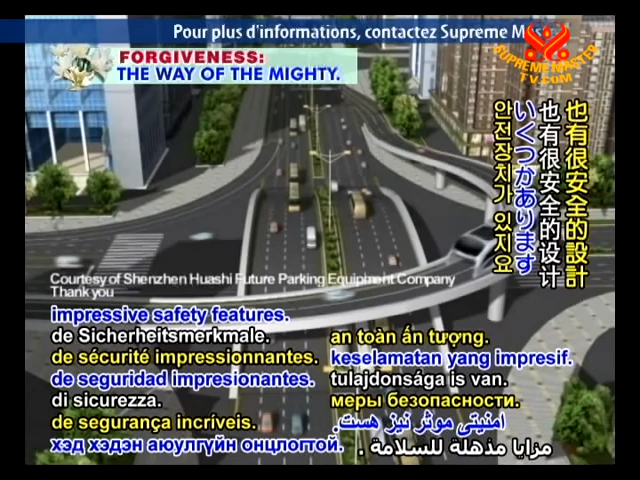 Pour plus d'informations, contactez Supreme Mas
SUPREME MASTER
TV.COM
FORGIVENESS:
THE WAY OF THE MIGHTY.
也有很安全的設計
也有很安全的设计
いくつかあります
안전장치가 있지요
Courtesy of Shenzhen Huashi Future Parking Equipment Company
Thank you
impressive safety features.
de Sicherheitsmerkmale.
de sécurité impressionnantes.
de seguridad impresionantes.
di sicurezza.
de segurança incríveis.
хэд хэдэн аюулгүйн онцлогтой.
an toàn ấn tượng.
keselamatan yang impresif.
tulajdonsága is van.
меры безопасности.
امنیتی موثر نیز هست.
مزايا مذهلة للسلامة .